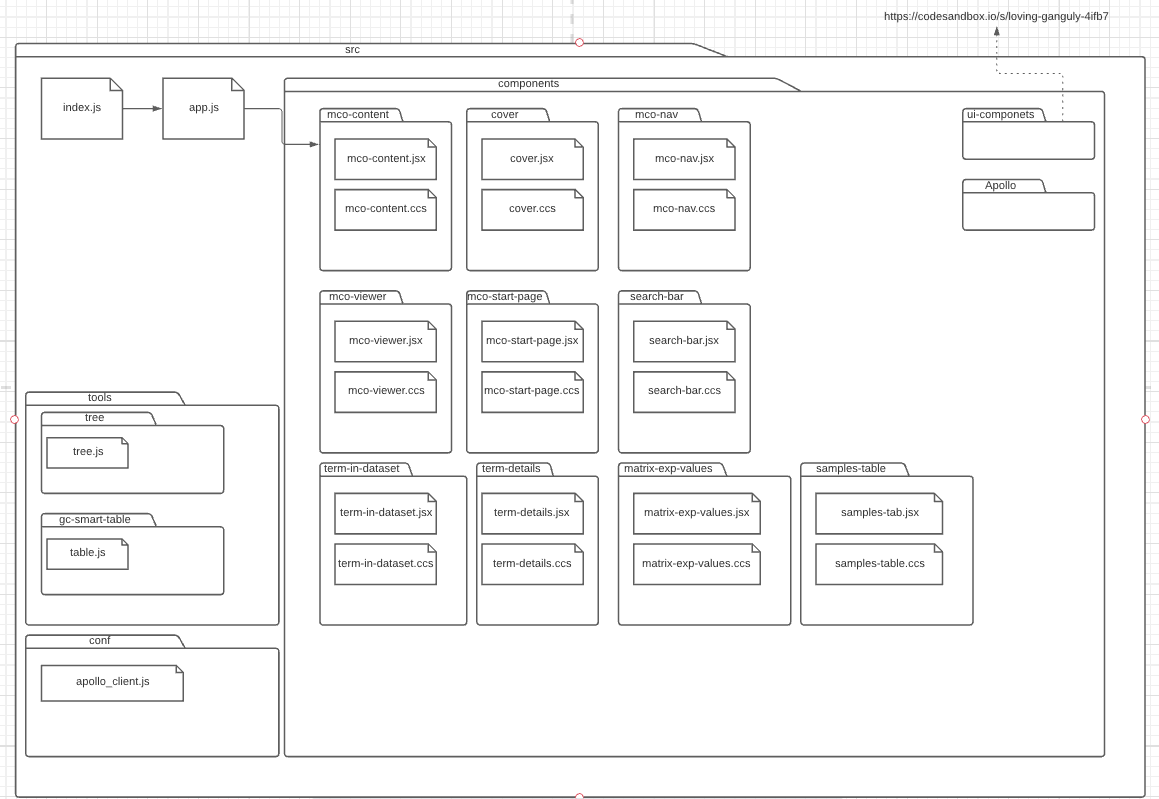 https://codesandbox.io/s/loving-ganguly-4ifb7
src
index.js
app.js
components
mco-content
mco-content.jsx
mco-content.ccs
cover
cover.jsx
cover.ccs
mco-nav
mco-nav.jsx
mco-nav.ccs
ui-componets
Apollo
mco-viewer
mco-viewer.jsx
mco-viewer.ccs
mco-start-page
mco-start-page.jsx
mco-start-page.ccs
search-bar
search-bar.jsx
search-bar.ccs
term-in-dataset
term-in-dataset.jsx
term-in-dataset.ccs
term-details
term-details.jsx
term-details.ccs
matrix-exp-values
matrix-exp-values.jsx
matrix-exp-values.ccs
samples-table
samples-tab.jsx
samples-table.ccs
tools
tree
tree.js
gc-smart-table
table.js
conf
apollo_client.js